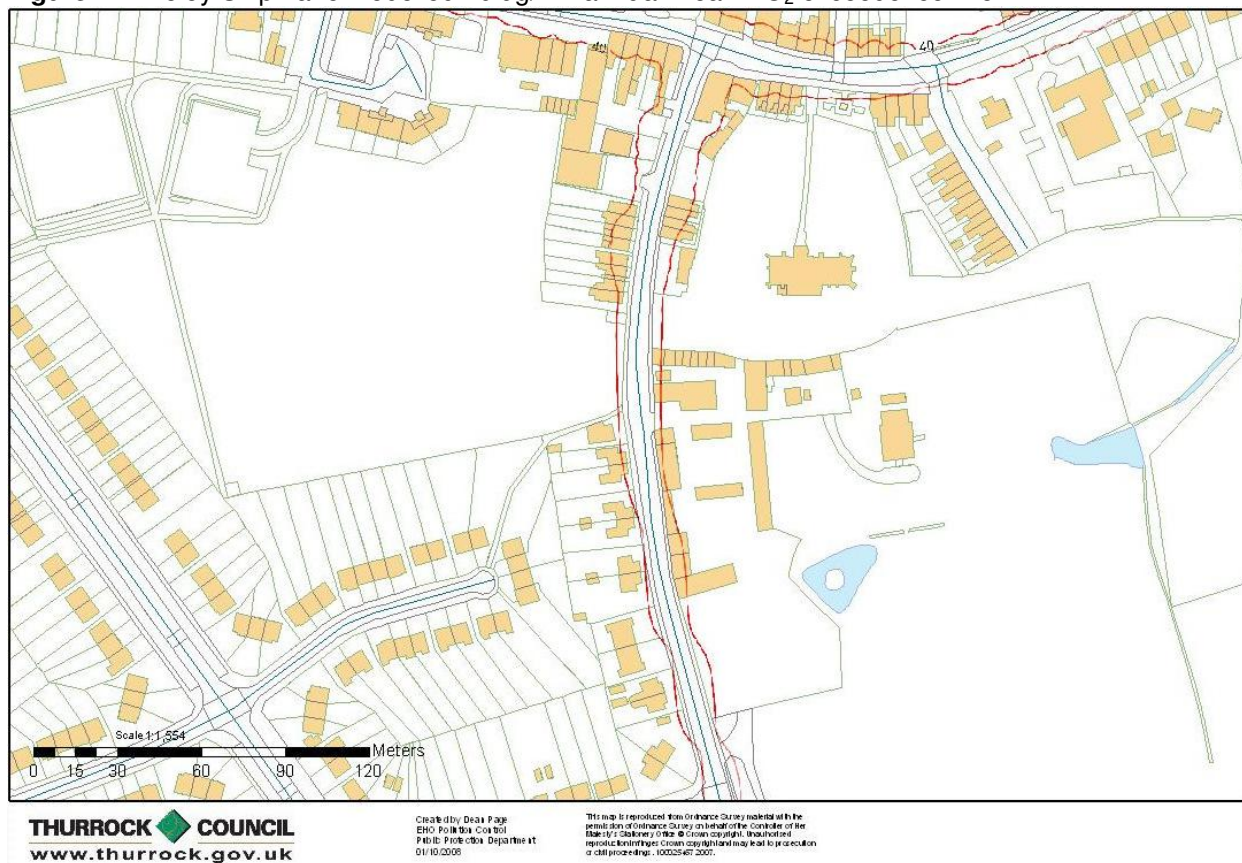 40
40
Scale 1:1,554
Meters
0 15 30 60 90 120
THURROCK COUNCIL
www.thurrock.gov.uk
Created by Dean Page
EHO Pollution Control
Public Protection Department
01/10/2008
This map is reproduced from Ordnance Survey material with the
permission of Ordnance Survey on behalf of the Controller of Her
Majesty's Stationery Office © Crown copyright. Unauthorised
reproduction infringes Crown copyright and may lead to prosecution
or civil proceedings. 100025457 2007.